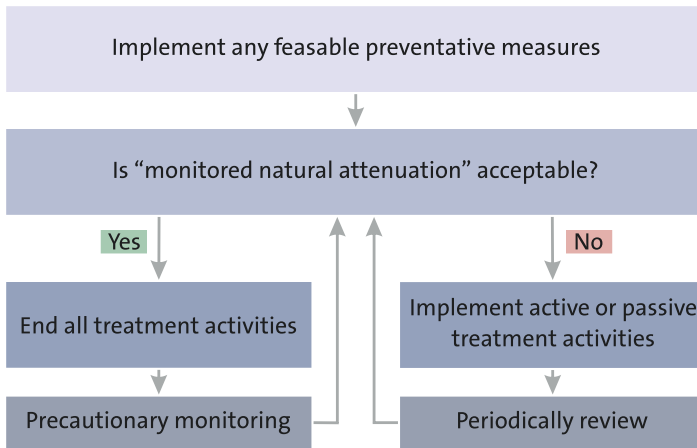 Implement any feasable preventative measures
Is “monitored natural attenuation” acceptable?
Yes
No
End all treatment activities
Implement active or passive
treatment activities
Precautionary monitoring
Periodically review